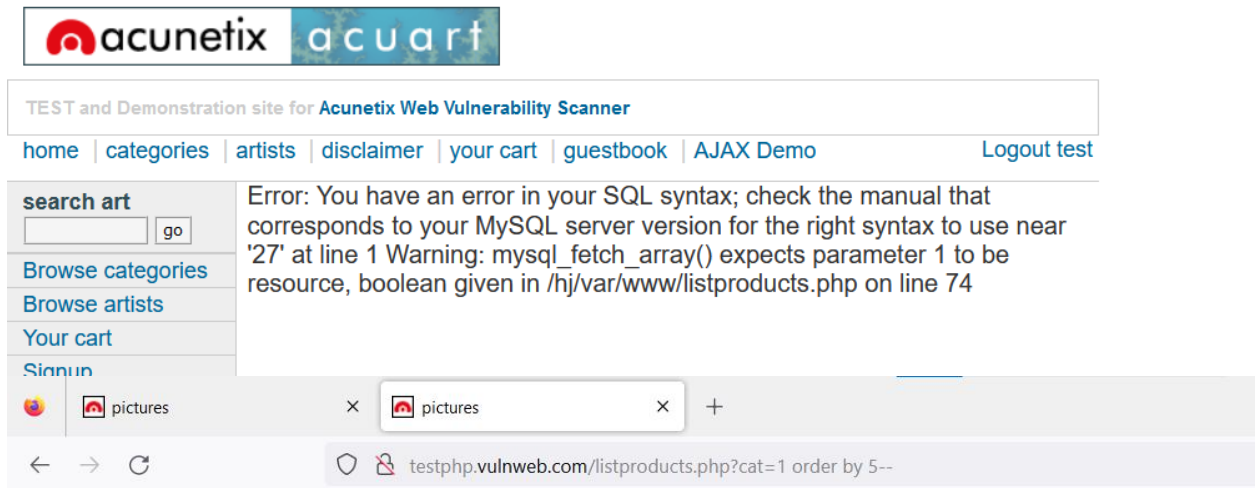 acunetix acuart
TEST and Demonstration site for Acunetix Web Vulnerability Scanner
home | categories | artists | disclaimer | your cart | guestbook | AJAX Demo Logout test
search art
go
Browse categories
Browse artists
Your cart
Signup
Error: You have an error in your SQL syntax; check the manual that
corresponds to your MySQL server version for the right syntax to use near
'27' at line 1 Warning: mysql_fetch_array() expects parameter 1 to be
resource, boolean given in /hj/var/www/listproducts.php on line 74
pictures
pictures
testphp.vulnweb.com/listproducts.php?cat=1 order by 5--